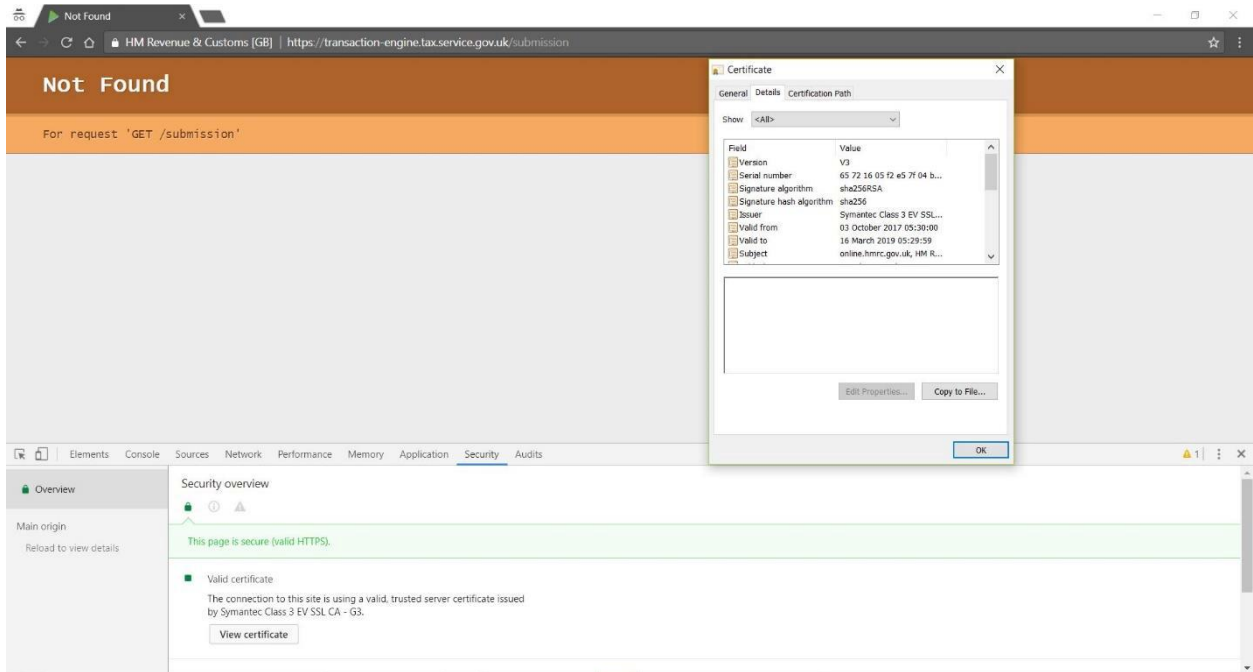 Not Found
HM Revenue & Customs [GB] | https://transaction-engine.tax.service.gov.uk/submission
Not Found
For request 'GET /submission'
Certificate
General Details Certification Path
Show <All>
Field Value
Version V3
Serial number 65 72 16 05 f2 e5 7f 04 b...
Signature algorithm sha256RSA
Signature hash algorithm sha256
Issuer Symantec Class 3 EV SSL...
Valid from 03 October 2017 05:30:00
Valid to 16 March 2019 05:29:59
Subject online.hmrc.gov.uk, HM R...
Edit Properties... Copy to File...
OK
Elements Console Sources Network Performance Memory Application Security Audits 1
Overview
Main origin
Reload to view details
Security overview
This page is secure (valid HTTPS).
Valid certificate
The connection to this site is using a valid, trusted server certificate issued
by Symantec Class 3 EV SSL CA - G3.
View certificate